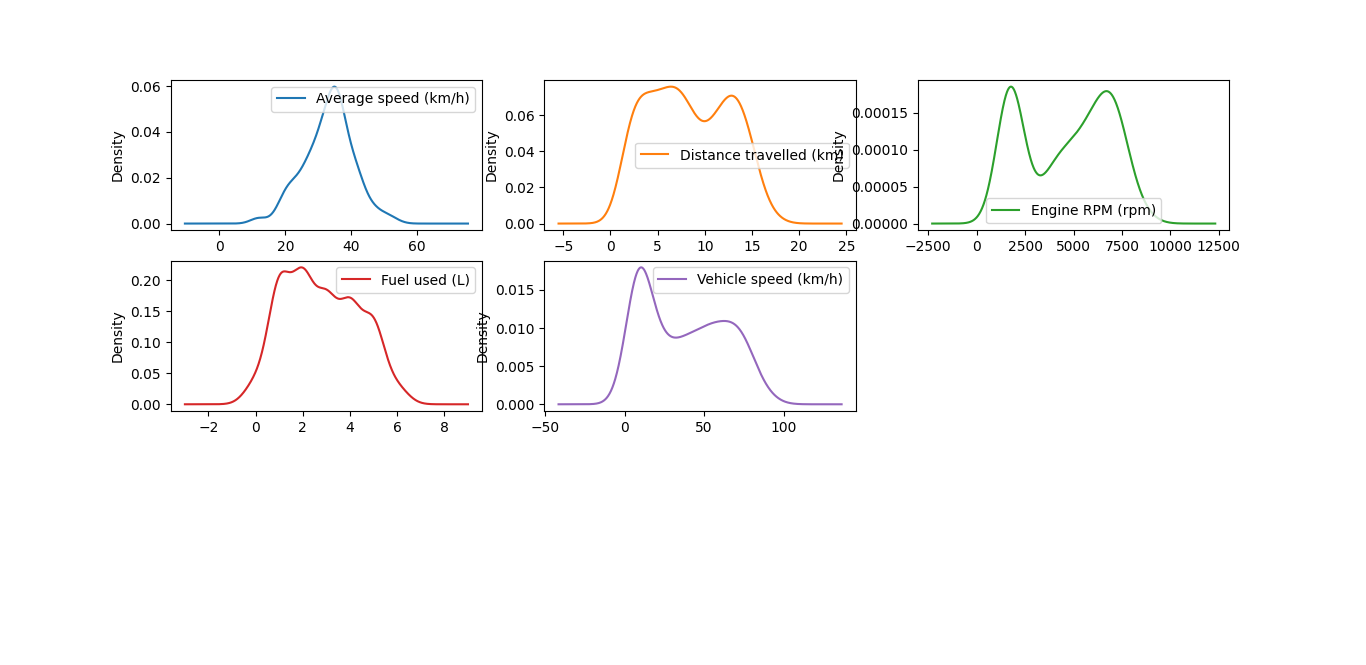 Density
0.06
0.04
0.02
0.00
Average speed (km/h)
0 20 40 60
Density
0.06
0.04
0.02
0.00
Distance travelled (km)
−5 0 5 10 15 20 25
Density
0.00015
0.00010
0.00005
0.00000
Engine RPM (rpm)
−2500 0 2500 5000 7500 10000 12500
Density
0.20
0.15
0.10
0.05
0.00
Fuel used (L)
−2 0 2 4 6 8
Density
0.015
0.010
0.005
0.000
Vehicle speed (km/h)
−50 0 50 100